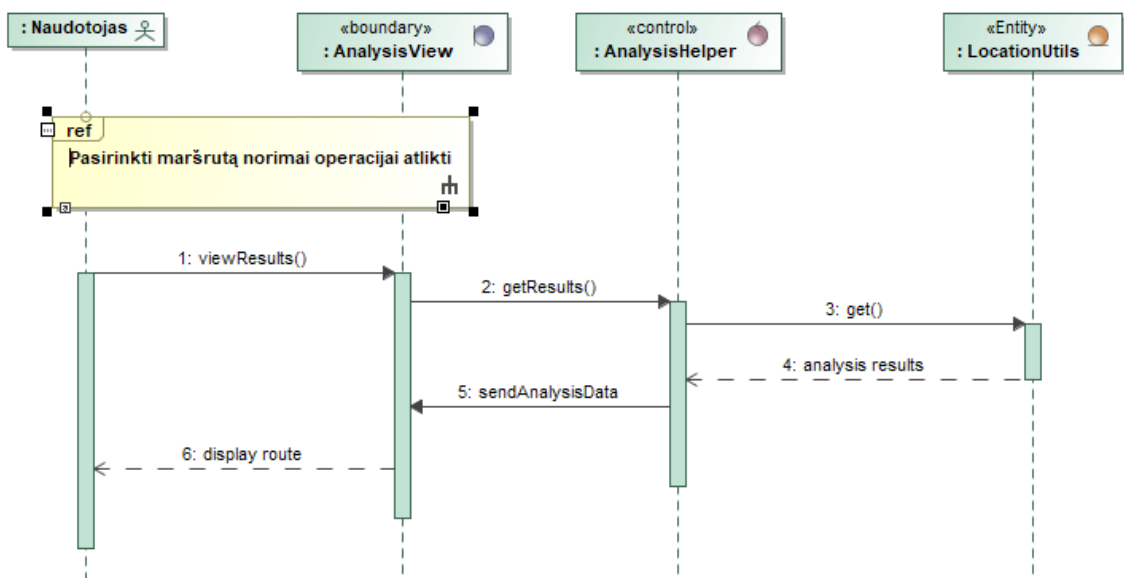 : Naudotojas
«boundary»
: AnalysisView
«control»
: AnalysisHelper
«Entity»
: LocationUtils
ref
Pasirinkti maršrutą norimai operacijai atlikti
1: viewResults()
2: getResults()
3: get()
4: analysis results
5: sendAnalysisData
6: display route